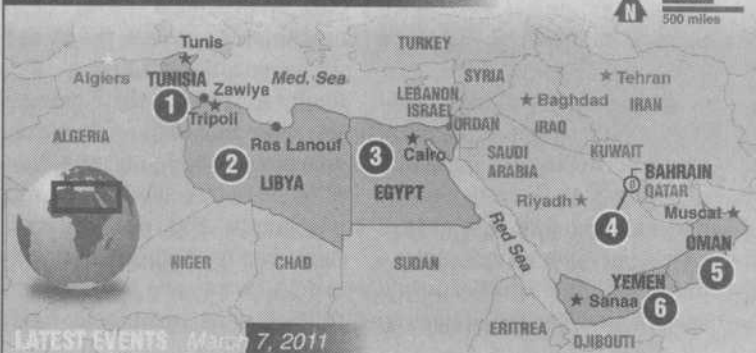 N
500 miles
Tunis
TURKEY
Algiers
TUNISIA
Med. Sea
SYRIA
Tehran
Zawiya
LEBANON
Baghdad
IRAN
1
ISRAEL
Tripoli
JORDAN
IRAQ
ALGERIA
Ras Lanouf
3
Cairo
SAUDI
ARABIA
KUWAIT
2
LIBYA
EGYPT
BAHRAIN
QATAR
Riyadh
Muscat
4
Red Sea
OMAN
NIGER
CHAD
SUDAN
5
YEMEN
Sanaa
6
ERITREA
DJIBOUTI
LATEST EVENTS March 7, 2011